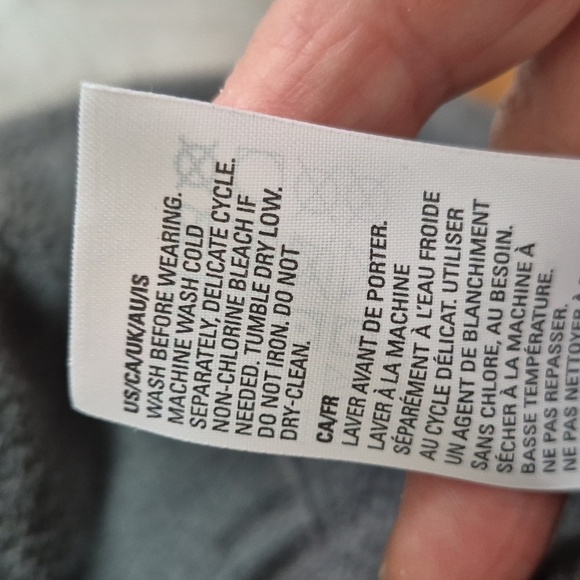 US/CA/UK/AU/IS
WASH BEFORE WEARING.
MACHINE WASH COLD
SEPARATELY, DELICATE CYCLE.
NON-CHLORINE BLEACH IF
NEEDED. TUMBLE DRY LOW.
DO NOT IRON. DO NOT
DRY-CLEAN.
CA/FR
LAVER AVANT DE PORTER.
LAVER À LA MACHINE
SÉPARÉMENT À L'EAU FROIDE
AU CYCLE DÉLICAT. UTILISER
UN AGENT DE BLANCHIMENT
SANS CHLORE, AU BESOIN.
SÉCHER À LA MACHINE À
BASSE TEMPÉRATURE.
NE PAS REPASSER.
NE PAS NETTOYER À